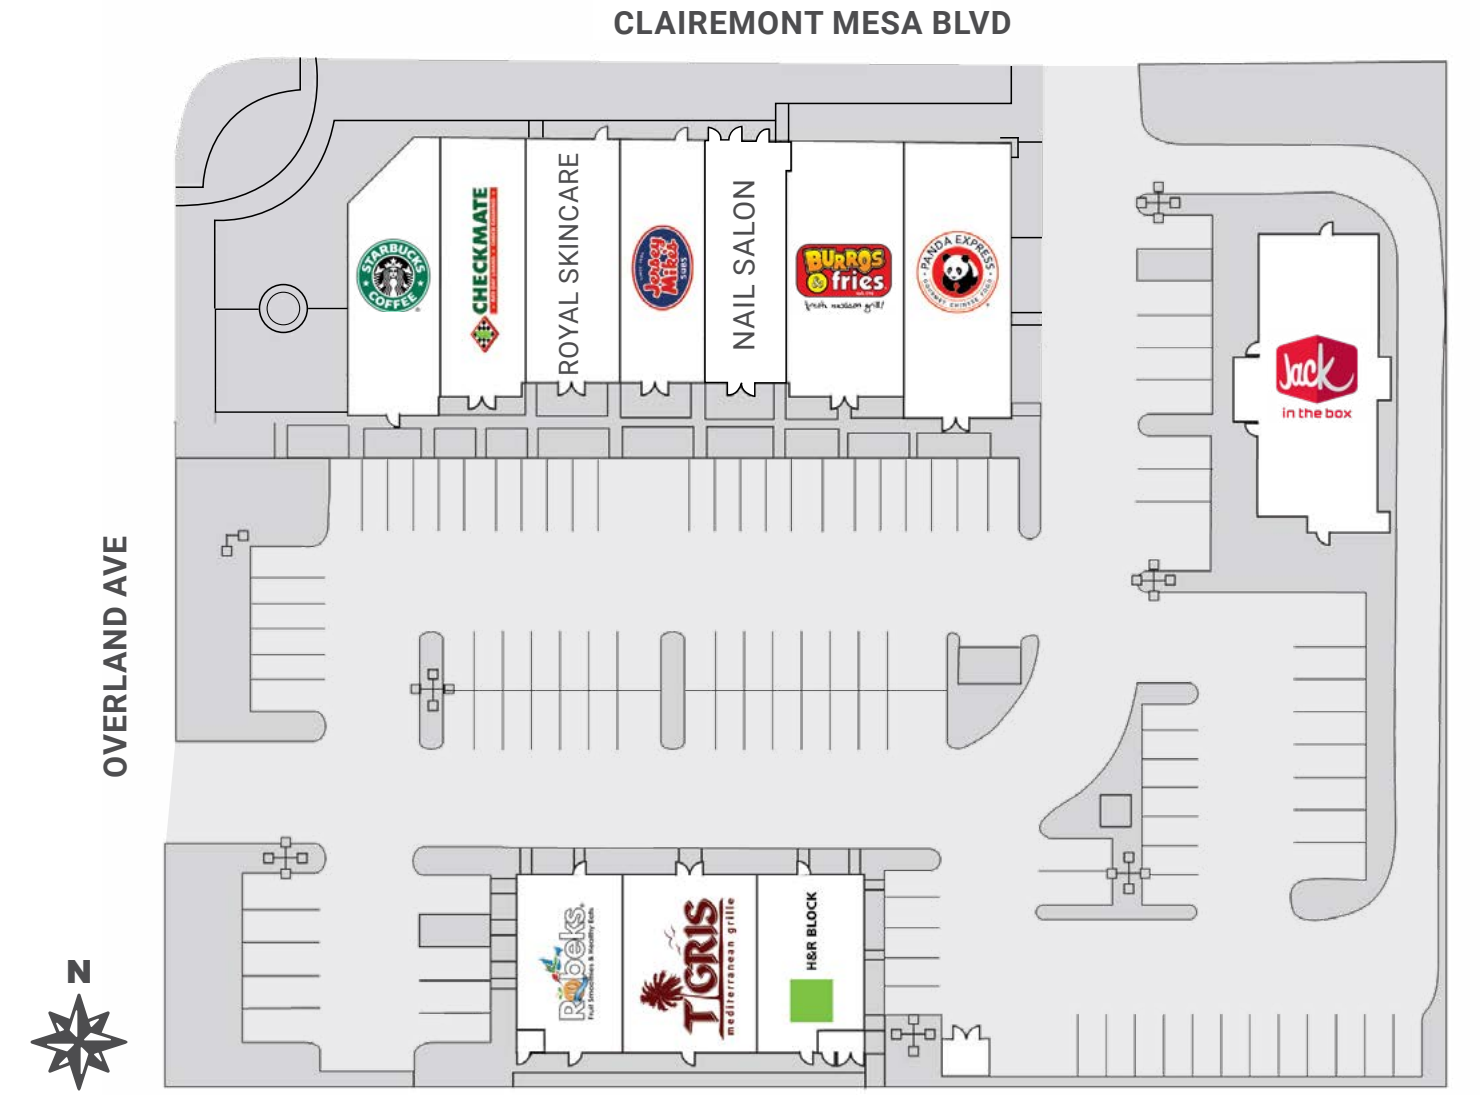 CLAIREMONT MESA BLVD
OVERLAND AVE
STARBUCKS
COFFEE
CHECKMATE
ROYAL SKINCARE
Jersey
Mike's
SUBS
NAIL SALON
BURROS
& fries
fresh mexican grill!
PANDA EXPRESS
GOURMET CHINESE FOOD
Jack
in the box
Robeks
Fruit Smoothies & Healthy Eats
TIGRIS
mediterranean grille
H&R BLOCK
N